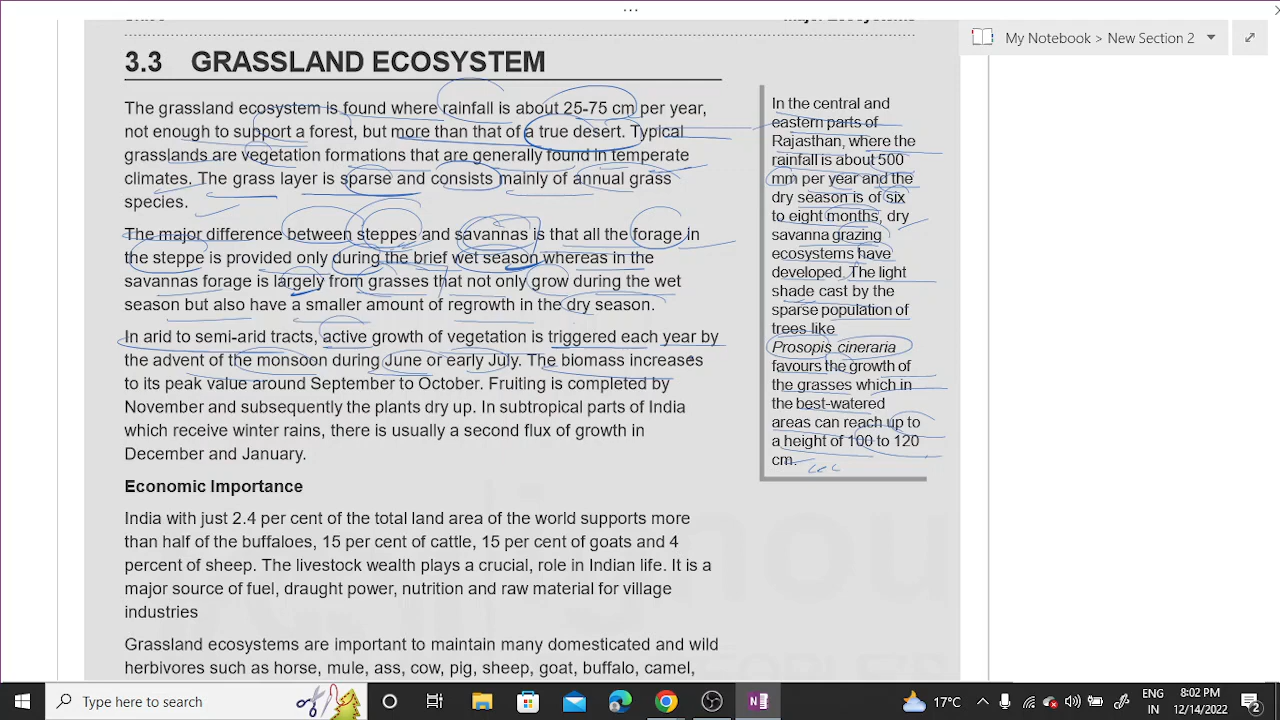 My Notebook > New Section 2
3.3 GRASSLAND ECOSYSTEM
The grassland ecosystem is found where rainfall is about 25-75 cm per year,
not enough to support a forest, but more than that of a true desert. Typical
grasslands are vegetation formations that are generally found in temperate
climates. The grass layer is sparse and consists mainly of annual grass
species.
The major difference between steppes and savannas is that all the forage in
the steppe is provided only during the brief wet season whereas in the
savannas forage is largely from grasses that not only grow during the wet
season but also have a smaller amount of regrowth in the dry season.
In arid to semi-arid tracts, active growth of vegetation is triggered each year by
the advent of the monsoon during June or early July. The biomass increases
to its peak value around September to October. Fruiting is completed by
November and subsequently the plants dry up. In subtropical parts of India
which receive winter rains, there is usually a second flux of growth in
December and January.
Economic Importance
India with just 2.4 per cent of the total land area of the world supports more
than half of the buffaloes, 15 per cent of cattle, 15 per cent of goats and 4
percent of sheep. The livestock wealth plays a crucial, role in Indian life. It is a
major source of fuel, draught power, nutrition and raw material for village
industries
Grassland ecosystems are important to maintain many domesticated and wild
herbivores such as horse, mule, ass, cow, pig, sheep, goat, buffalo, camel,
In the central and
eastern parts of
Rajasthan, where the
rainfall is about 500
mm per year and the
dry season is of six
to eight months, dry
savanna grazing
ecosystems have
developed. The light
shade cast by the
sparse population of
trees like
Prosopis cineraria
favours the growth of
the grasses which in
the best-watered
areas can reach up to
a height of 100 to 120
cm.
Type here to search
17°C
ENG
IN
8:02 PM
12/14/2022
2